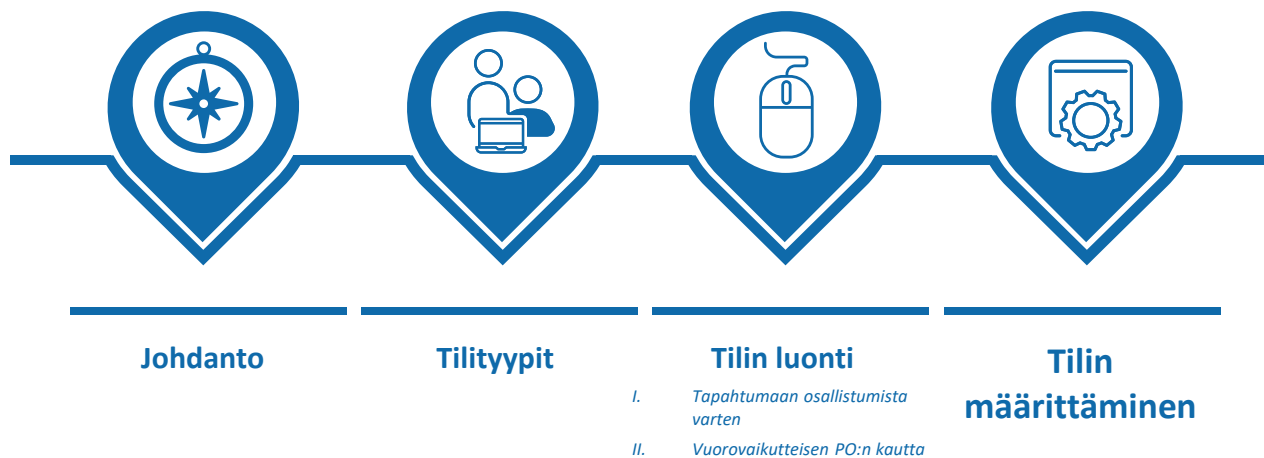 Johdanto
Tilityypit
Tilin luonti
I. Tapahtumaan osallistumista
varten
II. Vuorovaikutteisen PO:n kautta
Tilin
määrittäminen